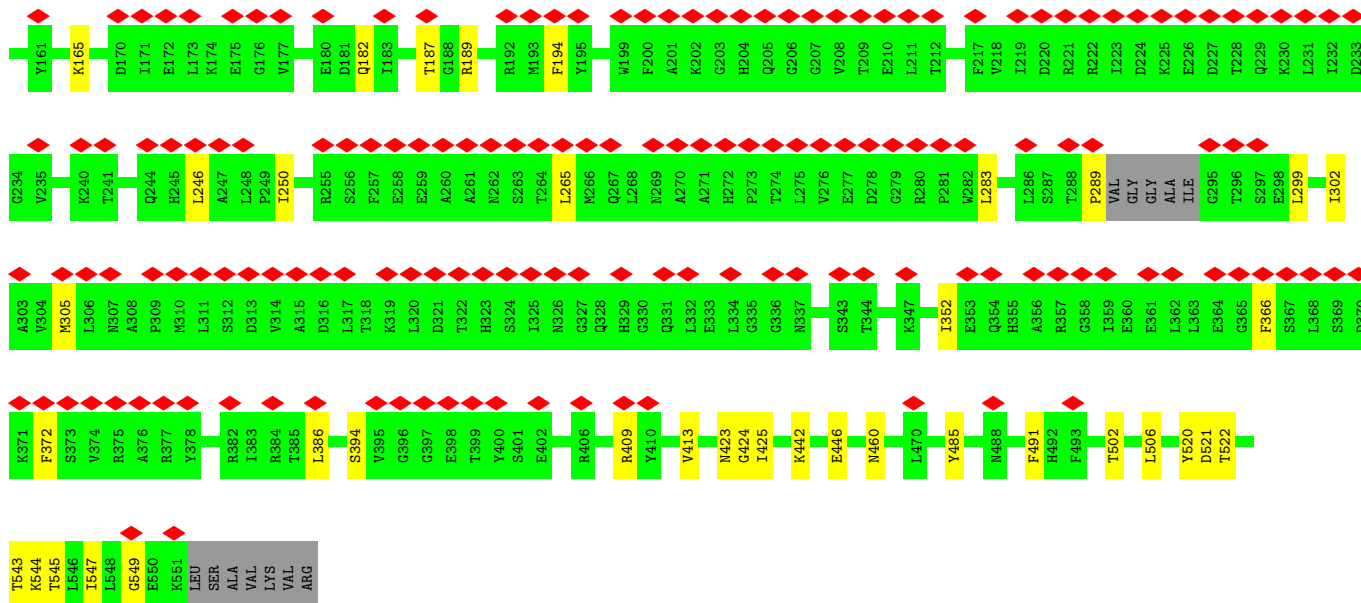 Y161 K165 D170 I171 E172 L173 K174 E175 G176 V177 E180 D181 Q182 I183 T187 G188 R189 R192 M193 F194 Y195 W199 F200 A201 K202 G203 H204 Q205 G206 G207 V208 T209 E210 L211 T212 F217 V218 I219 D220 R221 R222 I223 D224 K225 E226 D227 T228 Q229 K230 L231 I232 D233
G234 V235 K240 T241 Q244 H245 L246 A247 L248 P249 I250 R255 S256 F257 E258 E259 A260 A261 N262 S263 T264 L265 M266 Q267 L268 N269 A270 A271 H272 P273 T274 L275 V276 E277 D278 G279 R280 P281 W282 L283 L286 S287 T288 P289 VAL GLY GLY ALA ILE G295 T296 S297 E298 L299 I302
A303 V304 M305 L306 N307 A308 P309 M310 L311 S312 D313 V314 A315 D316 L317 T318 K319 L320 D321 T322 H323 S324 I325 N326 G327 Q328 H329 G330 Q331 L332 E333 L334 G335 G336 N337 S343 T344 K347 I352 E353 Q354 H355 A356 R357 G358 I359 E360 E361 L362 L363 E364 G365 F366 S367 L368 S369 D370
K371 F372 S373 V374 R375 A376 R377 Y378 R382 I383 R384 T385 L386 S394 V395 G396 G397 E398 T399 Y400 S401 E402 R406 R409 Y410 V413 N423 G424 I425 K442 E446 N460 L470 Y485 N488 F491 H492 F493 T502 L506 Y520 D521 T522
T543 K544 T545 L546 I547 L548 G549 E550 K551 LEU SER ALA VAL LYS VAL ARG